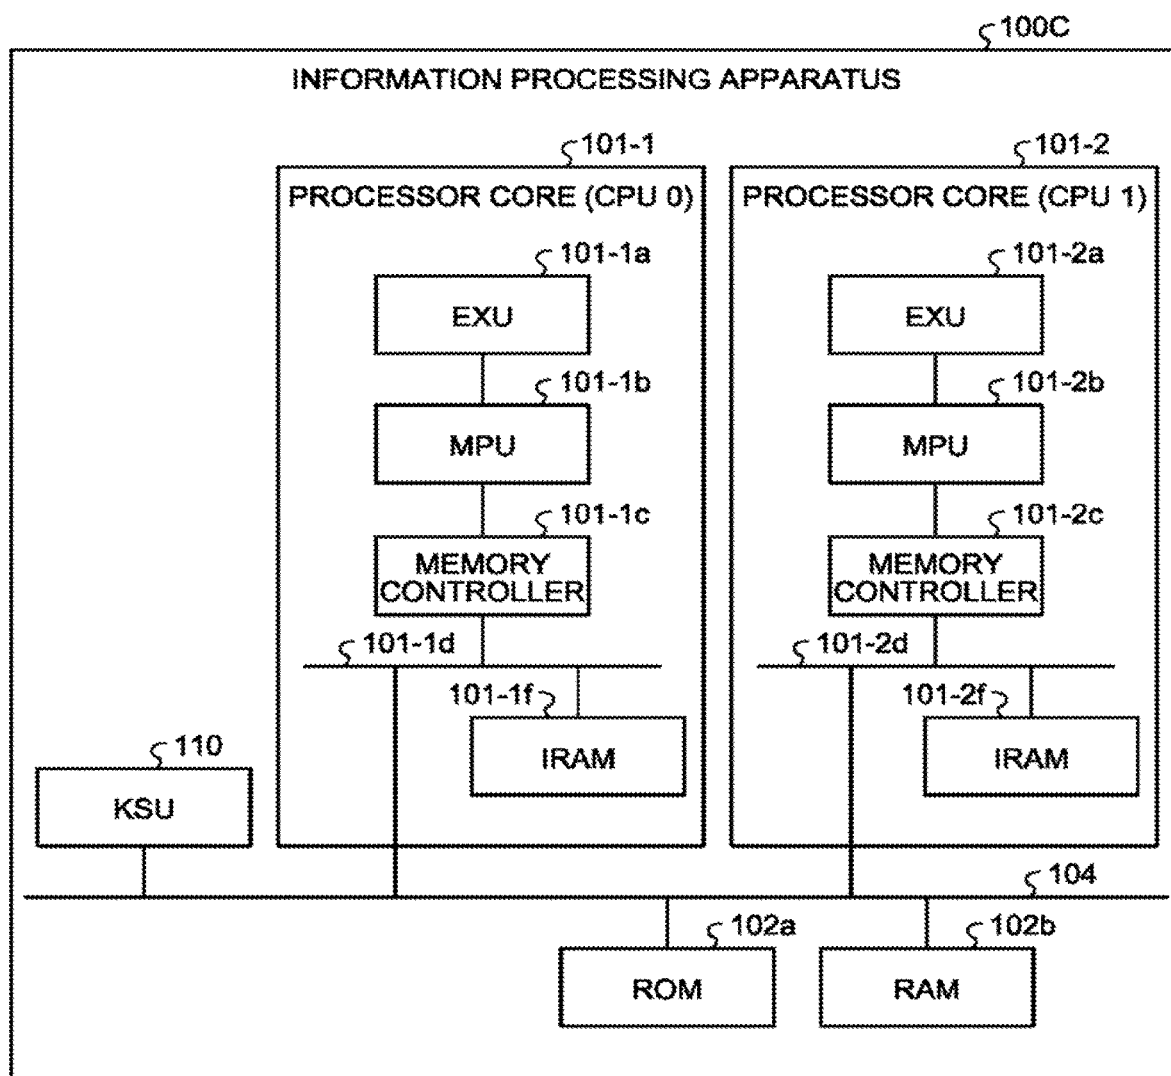 100C
INFORMATION PROCESSING APPARATUS
101-1
101-2
PROCESSOR CORE (CPU 0)
PROCESSOR CORE (CPU 1)
101-1a
101-2a
EXU
EXU
101-1b
101-2b
MPU
MPU
101-1c
101-2c
MEMORY
CONTROLLER
MEMORY
CONTROLLER
101-1d
101-2d
101-1f
101-2f
IRAM
IRAM
110
KSU
104
102a
102b
ROM
RAM